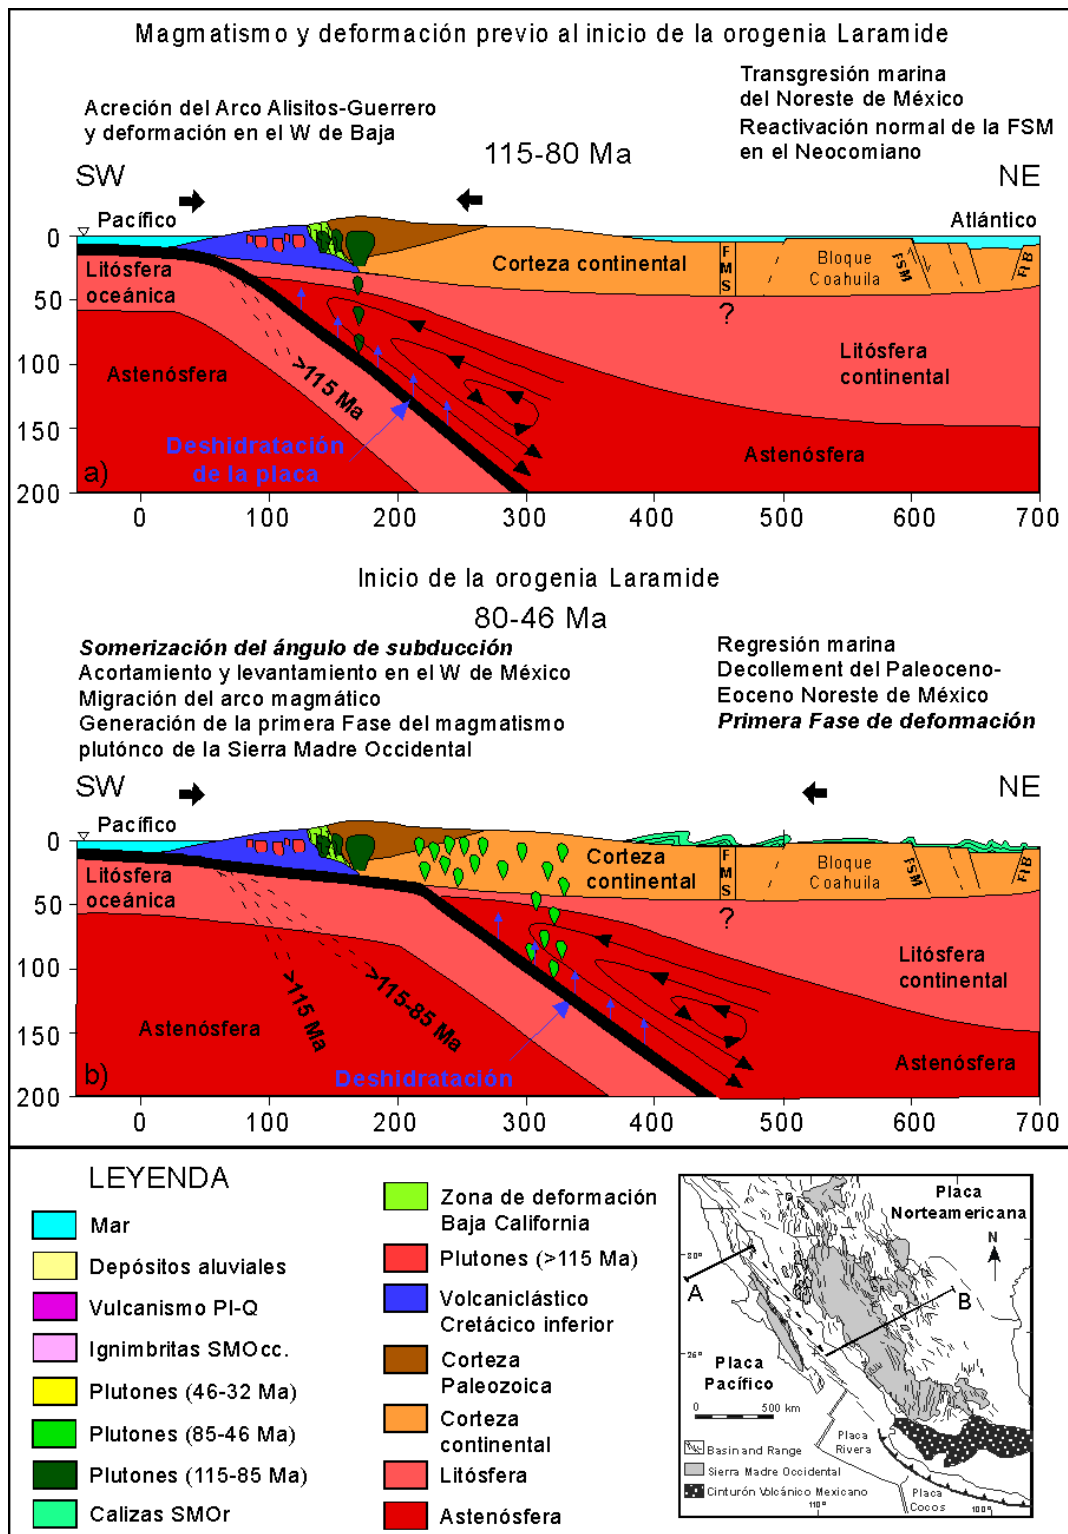 Magmatismo y deformación previo al inicio de la orogenia Laramide
Acreción del Arco Alisitos-Guerrero
y deformación en el W de Baja
Transgresión marina
del Noreste de México
Reactivación normal de la FSM
en el Neocomiano
115-80 Ma
SW
NE
Pacífico
Atlántico
0
50
100
150
200
Litósfera
oceánica
Corteza continental
FMS
Bloque
Coahuila
FSM
FtB
?
Litósfera
continental
>115 Ma
Astenósfera
Deshidratación
de la placa
Astenósfera
a)
0
100
200
300
400
500
600
700
Inicio de la orogenia Laramide
80-46 Ma
Somerización del ángulo de subducción
Acortamiento y levantamiento en el W de México
Migración del arco magmático
Generación de la primera Fase del magmatismo
plutónco de la Sierra Madre Occidental
Regresión marina
Decollement del Paleoceno-
Eoceno Noreste de México
Primera Fase de deformación
SW
NE
Pacífico
0
50
100
150
200
Litósfera
oceánica
Corteza
continental
FMS
Bloque
Coahuila
FSM
FtB
?
Litósfera
continental
>115 Ma
>115-85 Ma
Astenósfera
Astenósfera
Deshidratación
b)
0
100
200
300
400
500
600
700
LEYENDA
Mar
Depósitos aluviales
Vulcanismo Pl-Q
Ignimbritas SMOcc.
Plutones (46-32 Ma)
Plutones (85-46 Ma)
Plutones (115-85 Ma)
Calizas SMOr
Zona de deformación
Baja California
Plutones (>115 Ma)
Volcaniclástico
Cretácico inferior
Corteza
Paleozoica
Corteza
continental
Litósfera
Astenósfera
Placa
Norteamericana
N
A
B
26°
Placa
Pacífico
0
500 km
Placa
Rivera
Basin and Range
Sierra Madre Occidental
Cinturón Volcánico Mexicano
Placa
Cocos
110°
100°